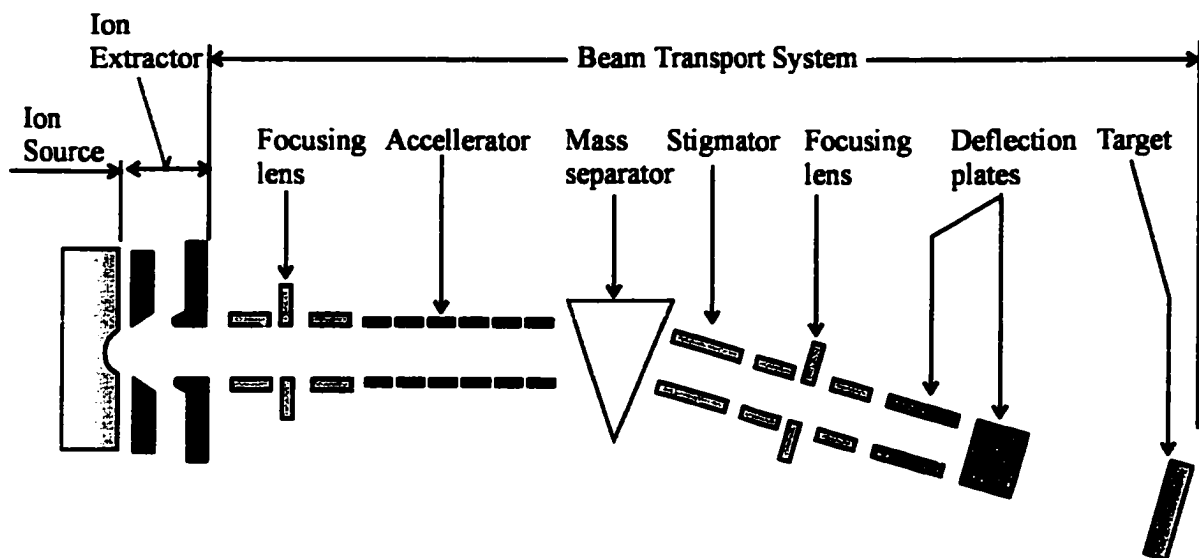 Ion
Extractor
Beam Transport System
Ion
Source
Focusing
lens
Accellerator
Mass
separator
Stigmator
Focusing
lens
Deflection
plates
Target